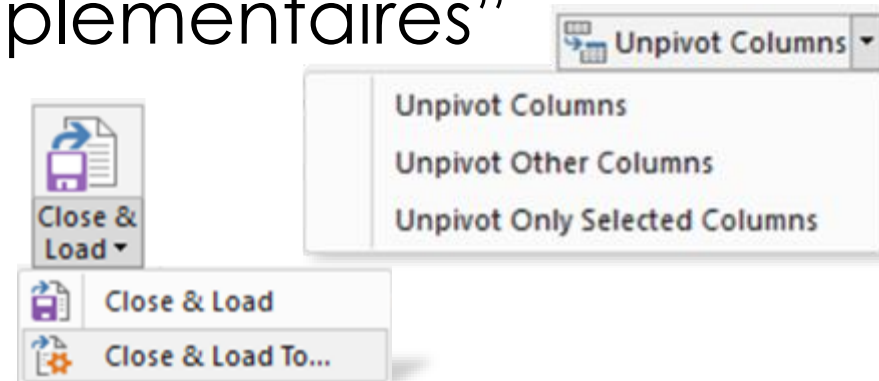 plementaires”
Unpivot Columns
Unpivot Columns
Unpivot Other Columns
Unpivot Only Selected Columns
Close &
Load
Close & Load
Close & Load To...